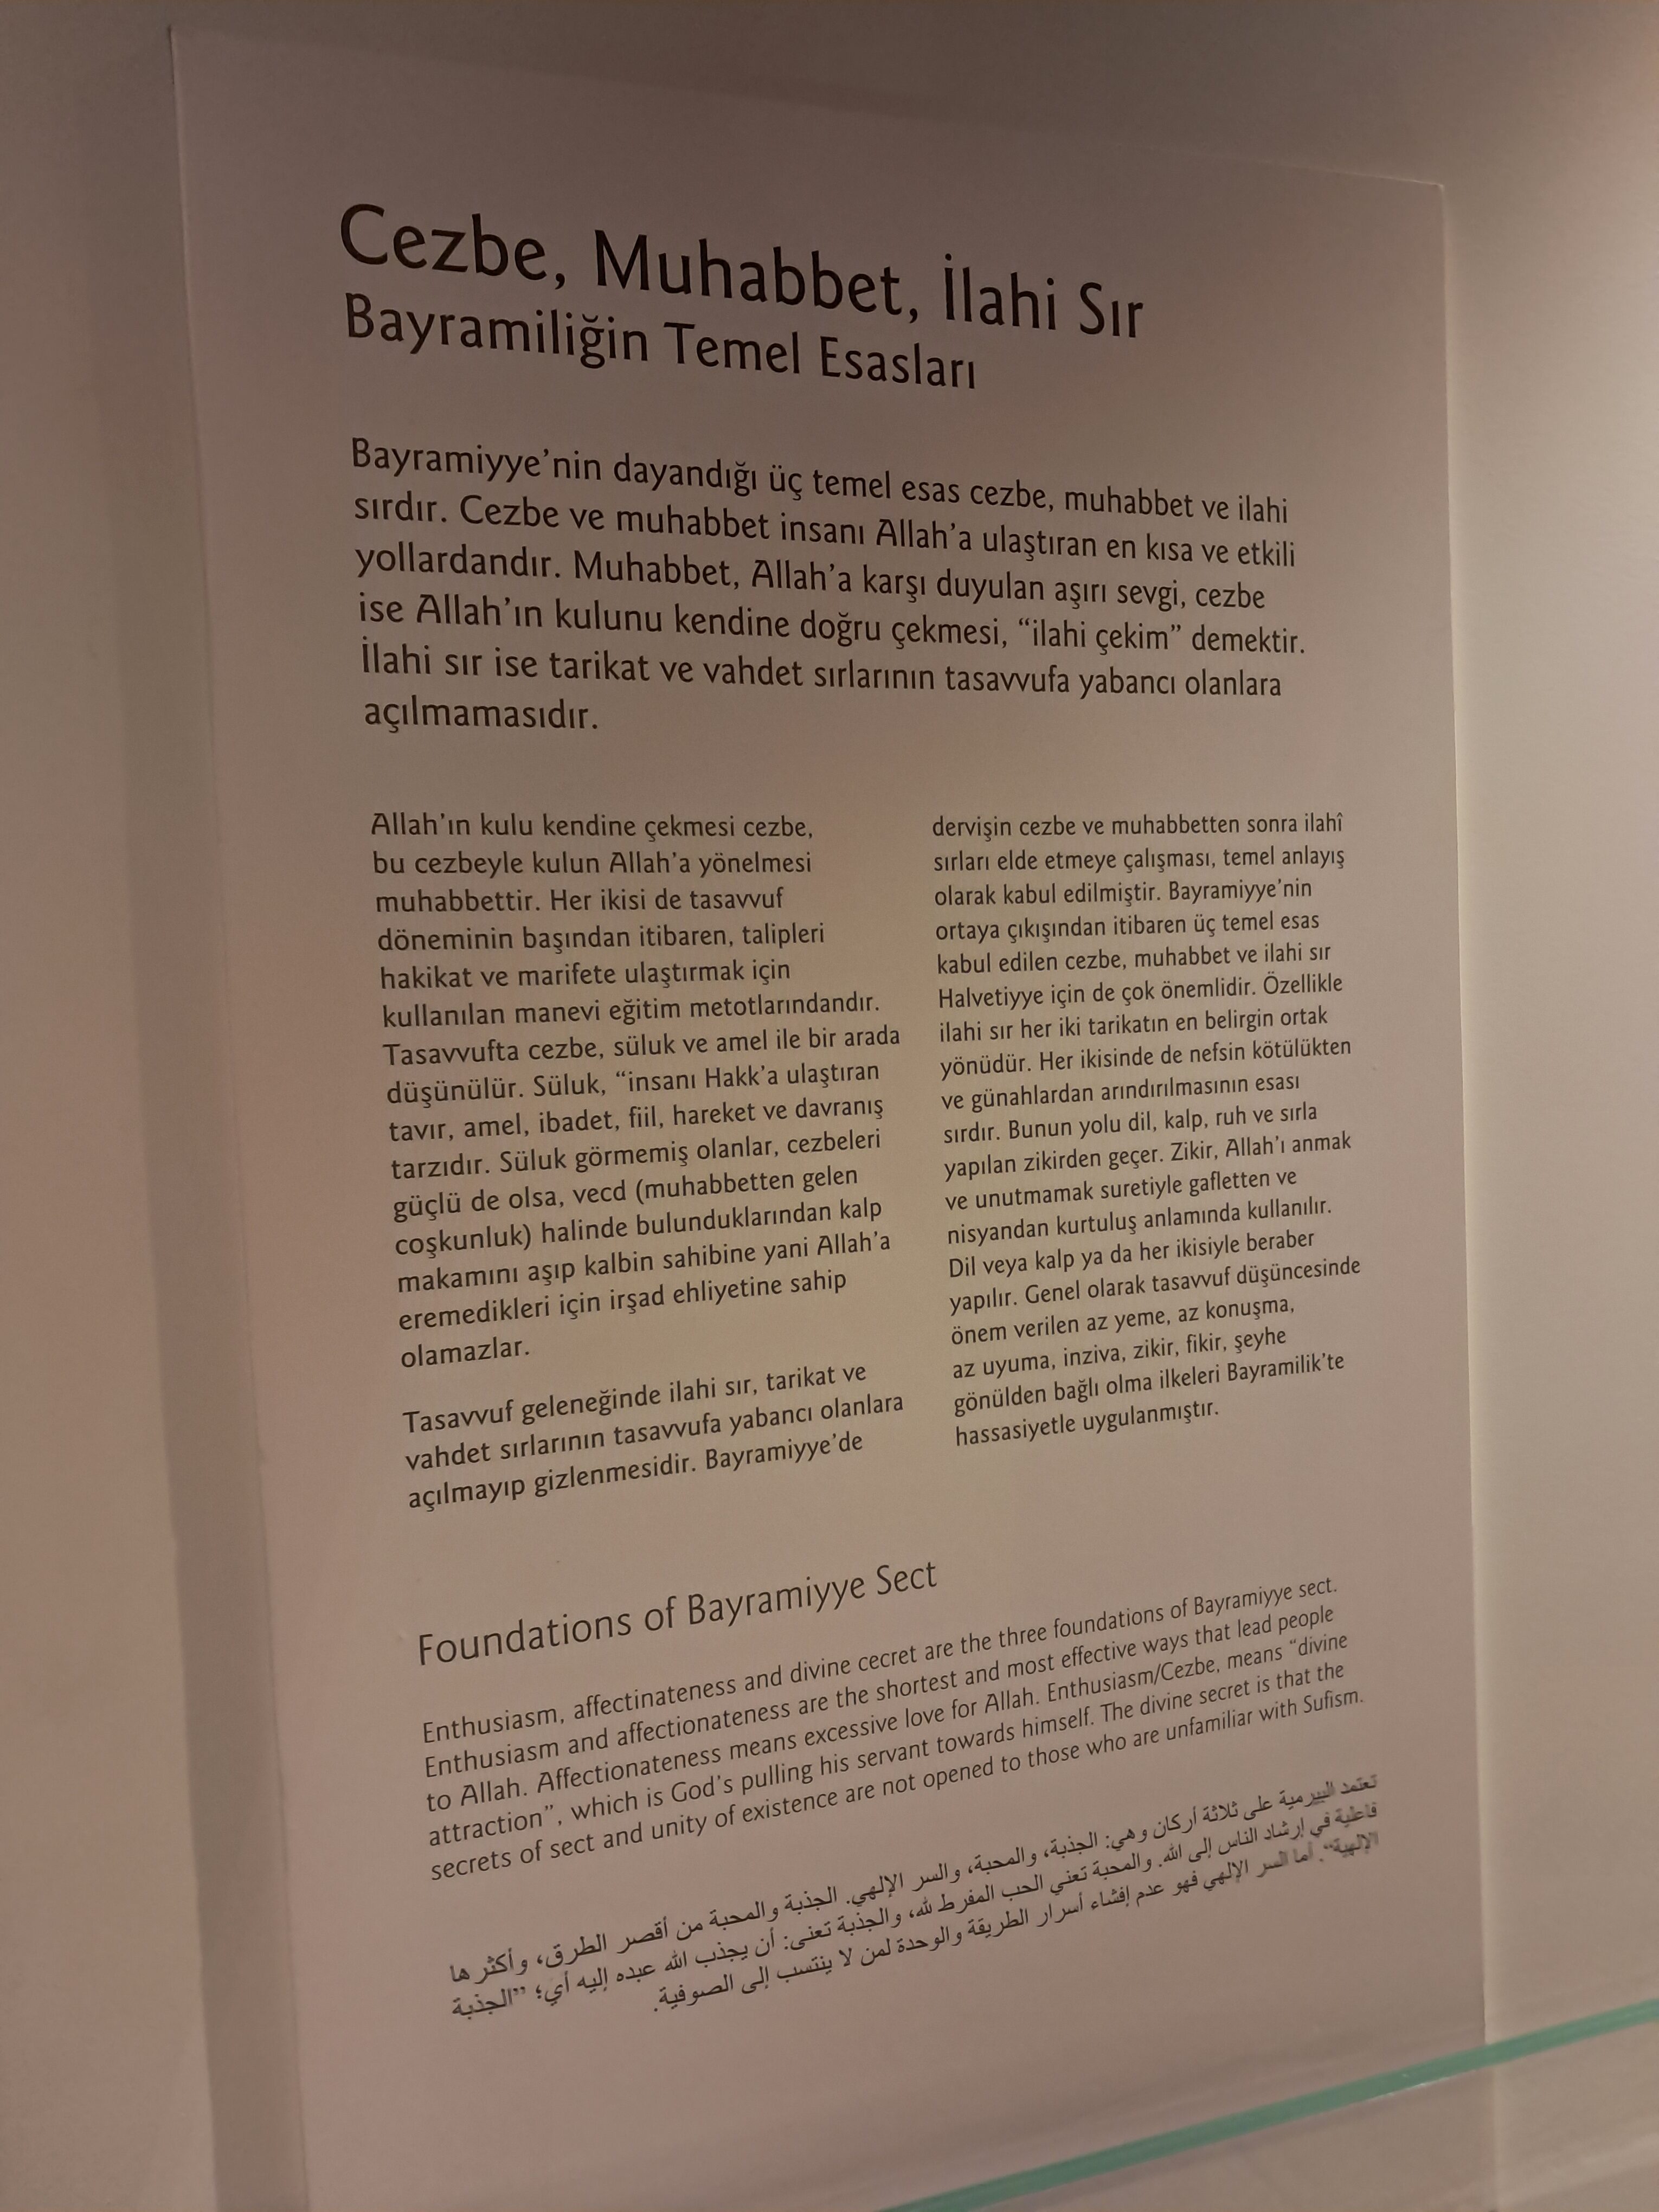 Cezbe, Muhabbet, İlahi Sır
Bayramiliğin Temel Esasları
Bayramiyye'nin dayandığı üç temel esas cezbe, muhabbet ve ilahi
sırdır. Cezbe ve muhabbet insanı Allah'a ulaştıran en kısa ve etkili
yollardandır. Muhabbet, Allah'a karşı duyulan aşırı sevgi, cezbe
ise Allah'ın kulunu kendine doğru çekmesi, “ilahi çekim” demektir.
İlahi sır ise tarikat ve vahdet sırlarının tasavvufa yabancı olanlara
açılmamasıdır.
Allah'ın kulu kendine çekmesi cezbe,
bu cezbeyle kulun Allah'a yönelmesi
muhabbettir. Her ikisi de tasavvuf
döneminin başından itibaren, talipleri
hakikat ve marifete ulaştırmak için
kullanılan manevi eğitim metotlarındandır.
Tasavvufta cezbe, süluk ve amel ile bir arada
düşünülür. Süluk, “insanı Hakk'a ulaştıran
tavır, amel, ibadet, fiil, hareket ve davranış
tarzıdır. Süluk görmemiş olanlar, cezbeleri
güçlü de olsa, vecd (muhabbetten gelen
coşkunluk) halinde bulunduklarından kalp
makamını aşıp kalbin sahibine yani Allah'a
eremedikleri için irşad ehliyetine sahip
olamazlar.
Tasavvuf geleneğinde ilahi sır, tarikat ve
vahdet sırlarının tasavvufa yabancı olanlara
açılmayıp gizlenmesidir. Bayramiyye'de
dervişin cezbe ve muhabbetten sonra ilahî
sırları elde etmeye çalışması, temel anlayış
olarak kabul edilmiştir. Bayramiyye'nin
ortaya çıkışından itibaren üç temel esas
kabul edilen cezbe, muhabbet ve ilahi sır
Halvetiyye için de çok önemlidir. Özellikle
ilahi sır her iki tarikatın en belirgin ortak
yönüdür. Her ikisinde de nefsin kötülükten
ve günahlardan arındırılmasının esası
sırdır. Bunun yolu dil, kalp, ruh ve sırla
yapılan zikirden geçer. Zikir, Allah'ı anmak
ve unutmamak suretiyle gafletten ve
nisyandan kurtuluş anlamında kullanılır.
Dil veya kalp ya da her ikisiyle beraber
yapılır. Genel olarak tasavvuf düşüncesinde
önem verilen az yeme, az konuşma,
az uyuma, inziva, zikir, fikir, şeyhe
gönülden bağlı olma ilkeleri Bayramilik'te
hassasiyetle uygulanmıştır.
Foundations of Bayramiyye Sect
Enthusiasm, affectinateness and divine cecret are the three foundations of Bayramiyye sect.
Enthusiasm and affectionateness are the shortest and most effective ways that lead people
to Allah. Affectionateness means excessive love for Allah. Enthusiasm/Cezbe, means “divine
attraction”, which is God's pulling his servant towards himself. The divine secret is that the
secrets of sect and unity of existence are not opened to those who are unfamiliar with Sufism.
تعتمد البيرمية على ثلاثة أركان وهي: الجذبة، والمحبة، والسر الإلهي. الجذبة والمحبة من أقصر الطرق، وأكثر ها
فاعلية في إرشاد الناس إلى الله. والمحبة تعني الحب المفرط لله، والجذبة تعنى: أن يجذب الله عبده إليه أي؛ ”الجذبة
الإلهية“. أما السر الإلهي فهو عدم إفشاء أسرار الطريقة والوحدة لمن لا ينتسب إلى الصوفية.